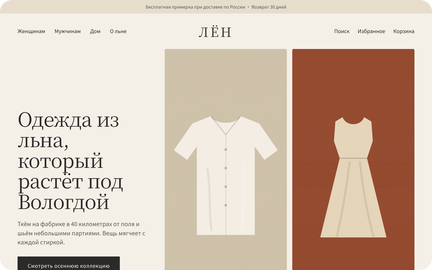 Бесплатная примерка при доставке по России • Возврат 30 дней
Женщинам Мужчинам Дом О льне
ЛЁН
Поиск Избранное Корзина
Одежда из
льна,
который
растёт под
Вологдой
Ткём на фабрике в 40 километрах от поля и
шьём небольшими партиями. Вещь мягчеет с
каждой стиркой.
Смотреть осеннюю коллекцию